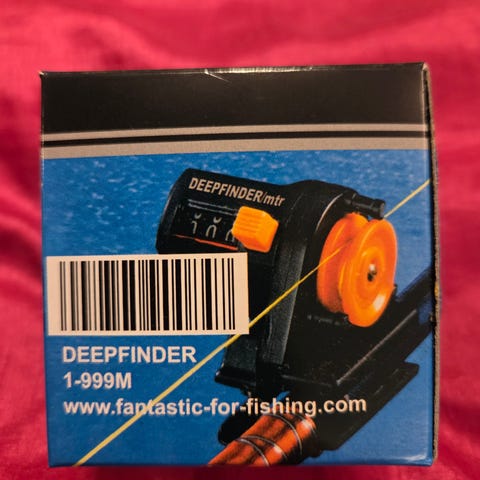 DEEPFINDER/mtr
DEEPFINDER
1-999M
www.fantastic-for-fishing.com